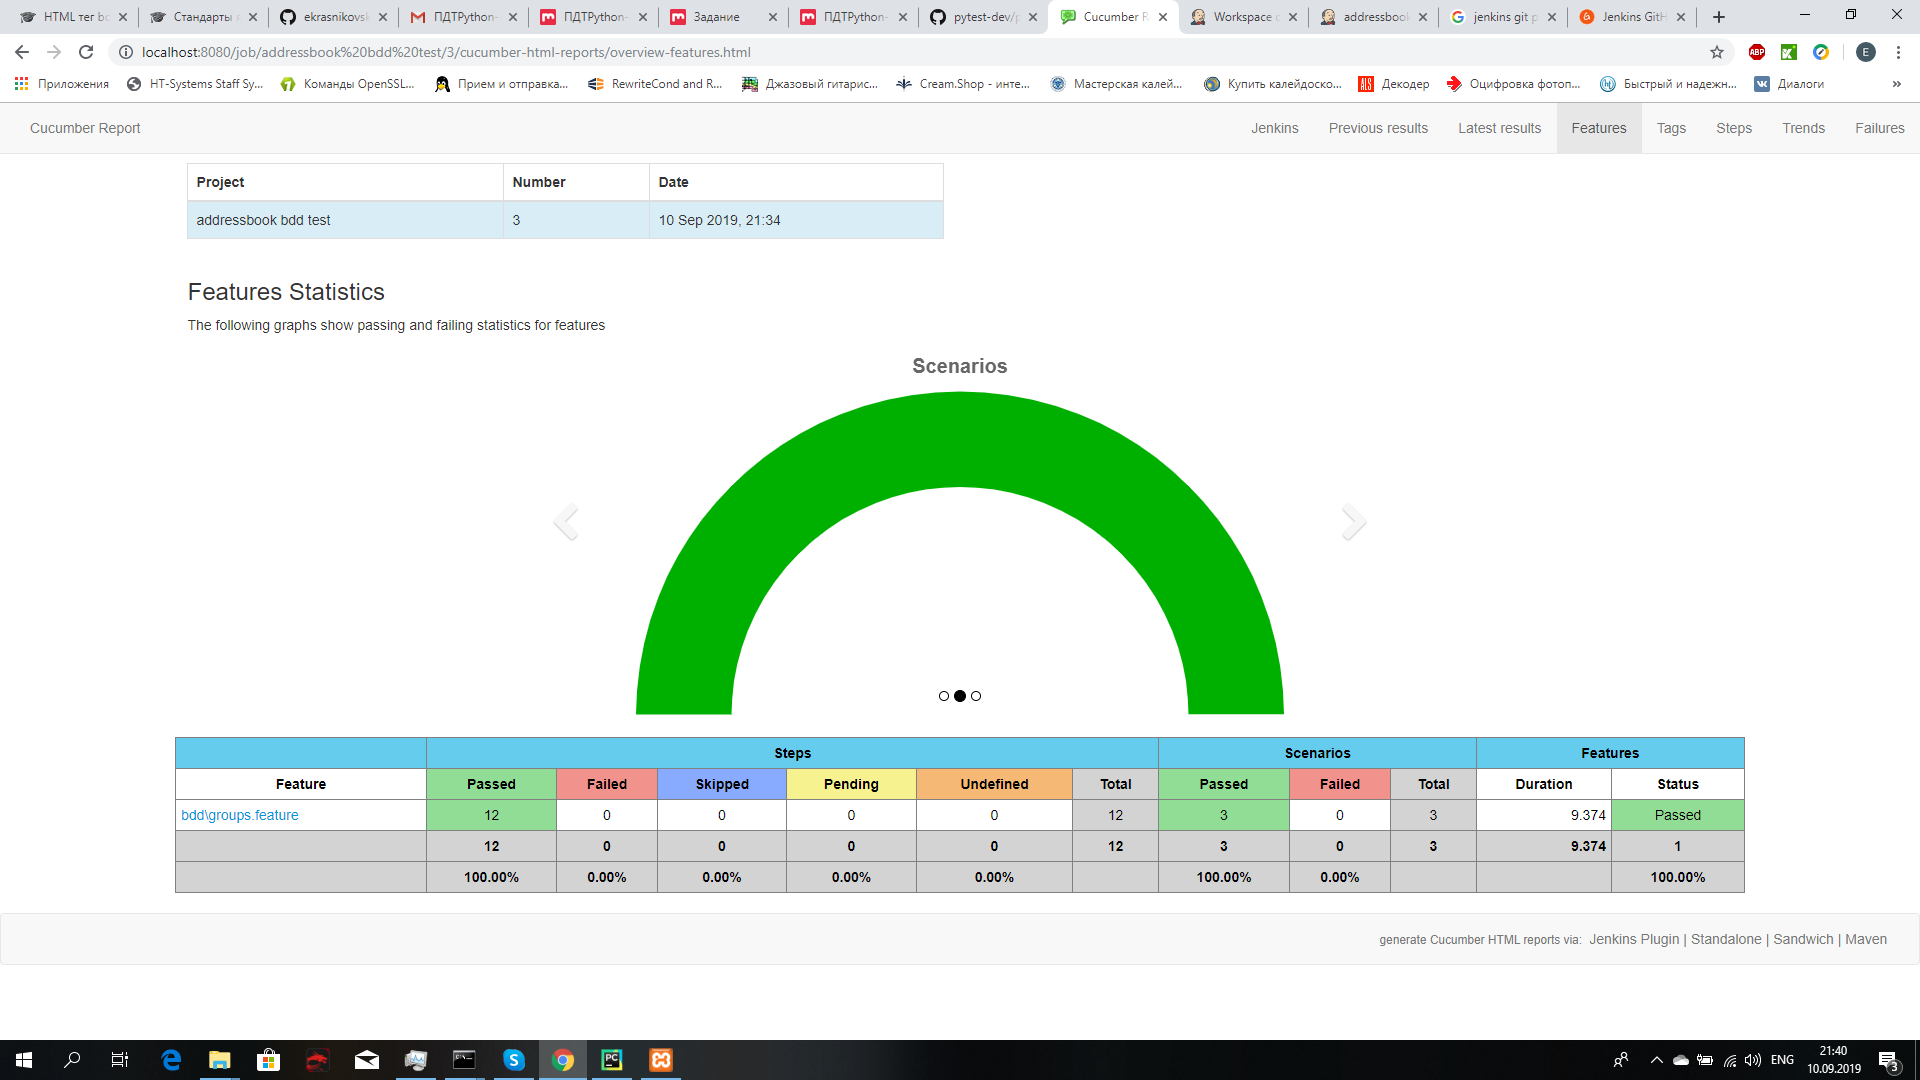 HTML тег bo
Стандарты
ekrasnikovsk
ПДТPython-
ПДТPython-
Задание
ПДТPython-
pytest-dev/p
Cucumber R
Workspace o
addressbook
jenkins git p
Jenkins GitH
localhost:8080/job/addressbook%20bdd%20test/3/cucumber-html-reports/overview-features.html
ABP
E
Приложения
HT-Systems Staff Sy...
Команды OpenSSL...
Прием и отправка...
RewriteCond and R...
Джазовый гитарис...
Cream.Shop - инте...
Мастерская калей...
Купить калейдоско...
Декодер
Оцифровка фотоп...
Быстрый и надежн...
Диалоги
»
Cucumber Report
Jenkins Previous results Latest results Features Tags Steps Trends Failures
Project Number Date
addressbook bdd test 3 10 Sep 2019, 21:34
Features Statistics
The following graphs show passing and failing statistics for features
Scenarios
Steps Scenarios Features
Feature Passed Failed Skipped Pending Undefined Total Passed Failed Total Duration Status
bdd\groups.feature 12 0 0 0 0 12 3 0 3 9.374 Passed
12 0 0 0 0 12 3 0 3 9.374 1
100.00% 0.00% 0.00% 0.00% 0.00% 100.00% 0.00% 100.00%
generate Cucumber HTML reports via: Jenkins Plugin | Standalone | Sandwich | Maven
ENG
21:40
10.09.2019
3